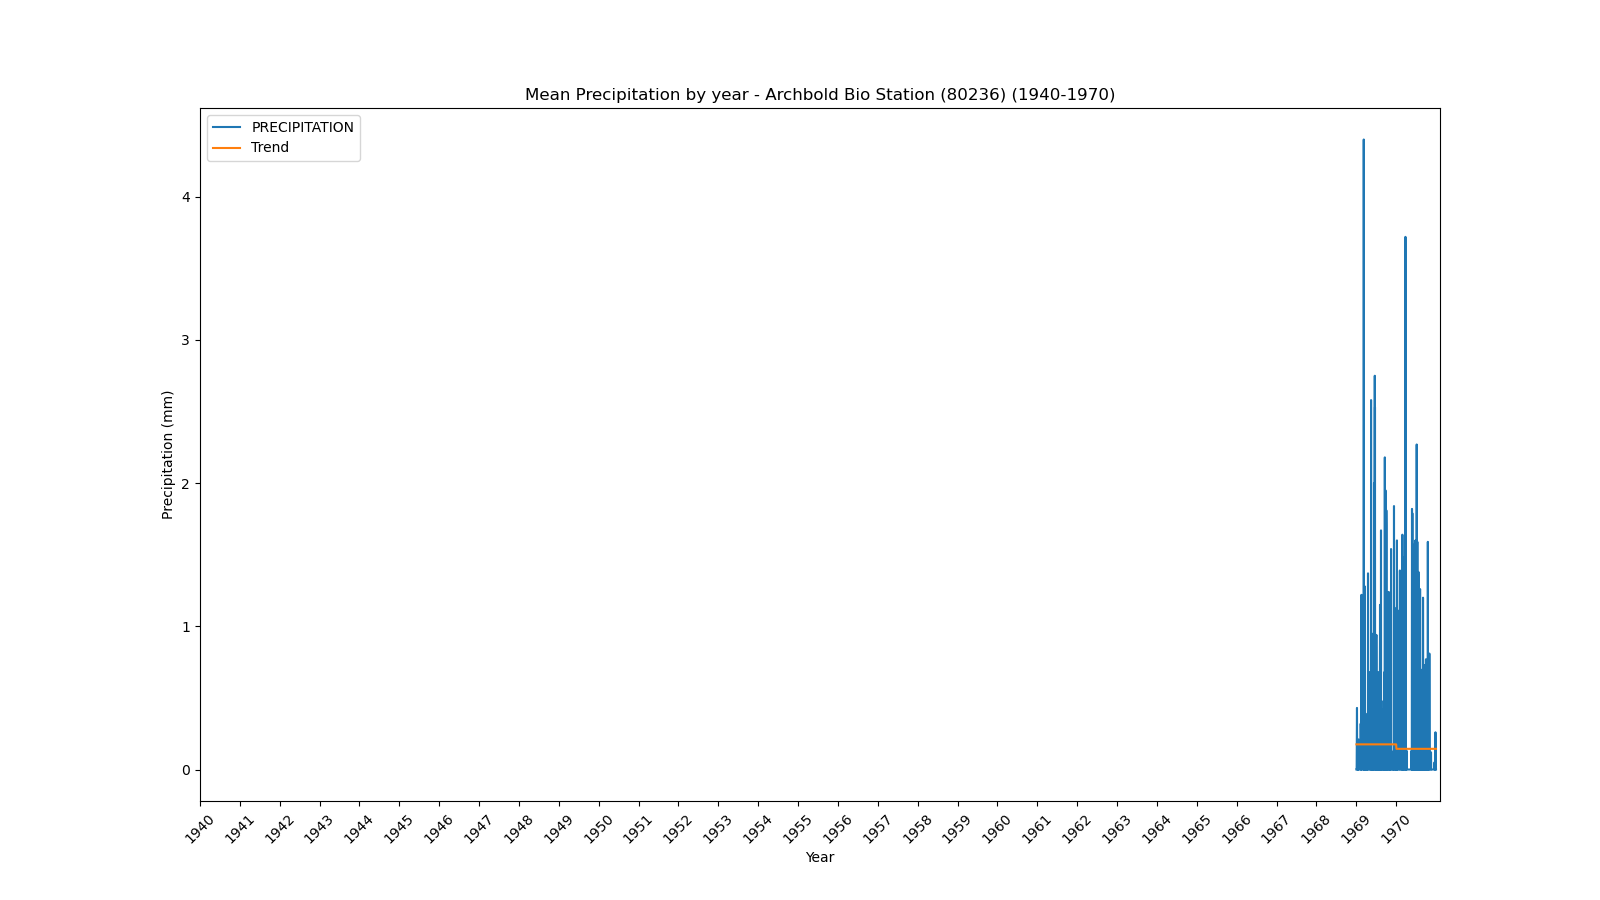 Mean Precipitation by year - Archbold Bio Station (80236) (1940-1970)
PRECIPITATION
Trend
Precipitation (mm)
4
3
2
1
0
1940 1941 1942 1943 1944 1945 1946 1947 1948 1949 1950 1951 1952 1953 1954 1955 1956 1957 1958 1959 1960 1961 1962 1963 1964 1965 1966 1967 1968 1969 1970
Year